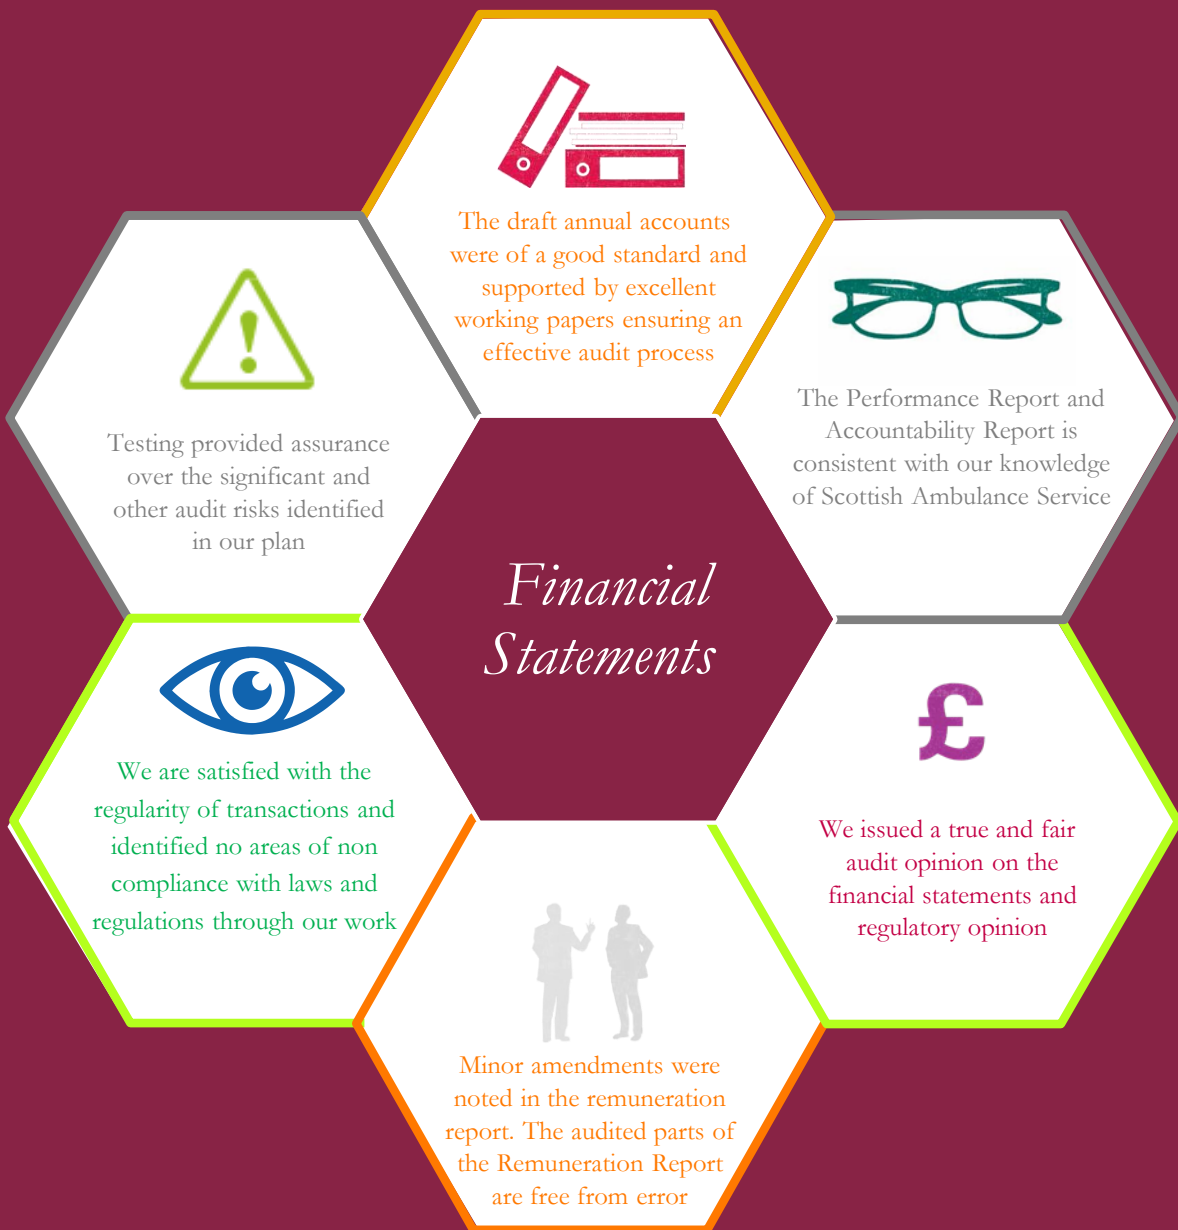 The draft annual accounts
were of a good standard and
supported by excellent
working papers ensuring an
effective audit process
The Performance Report and
Accountability Report is
consistent with our knowledge
of Scottish Ambulance Service
Testing provided assurance
over the significant and
other audit risks identified
in our plan
Financial
Statements
We are satisfied with the
regularity of transactions and
identified no areas of non
compliance with laws and
regulations through our work
£
We issued a true and fair
audit opinion on the
financial statements and
regulatory opinion
Minor amendments were
noted in the remuneration
report. The audited parts of
the Remuneration Report
are free from error